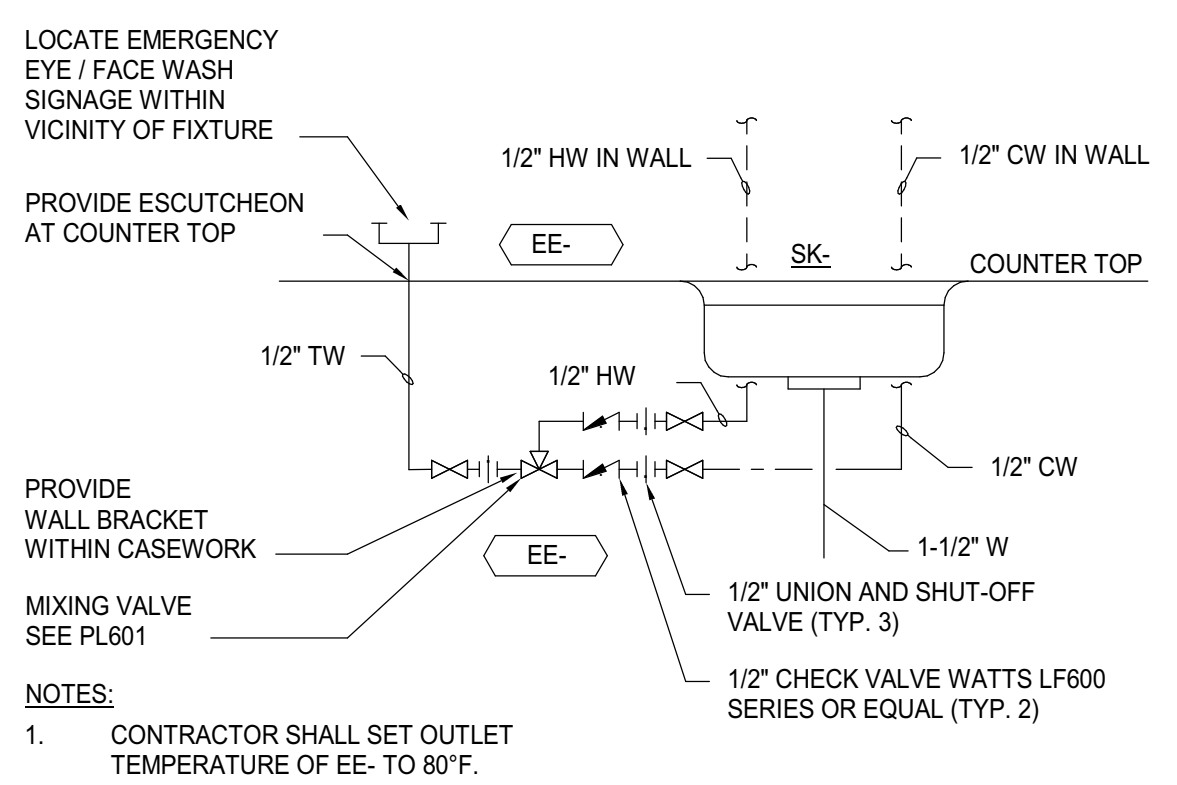 LOCATE EMERGENCY
EYE / FACE WASH
SIGNAGE WITHIN
VICINITY OF FIXTURE
1/2" HW IN WALL
1/2" CW IN WALL
PROVIDE ESCUTCHEON
AT COUNTER TOP
EE-
SK-
COUNTER TOP
1/2" TW
1/2" HW
1/2" CW
PROVIDE
WALL BRACKET
WITHIN CASEWORK
EE-
1-1/2" W
1/2" UNION AND SHUT-OFF
VALVE (TYP. 3)
MIXING VALVE
SEE PL601
1/2" CHECK VALVE WATTS LF600
SERIES OR EQUAL (TYP. 2)
NOTES:
1. CONTRACTOR SHALL SET OUTLET
TEMPERATURE OF EE- TO 80°F.